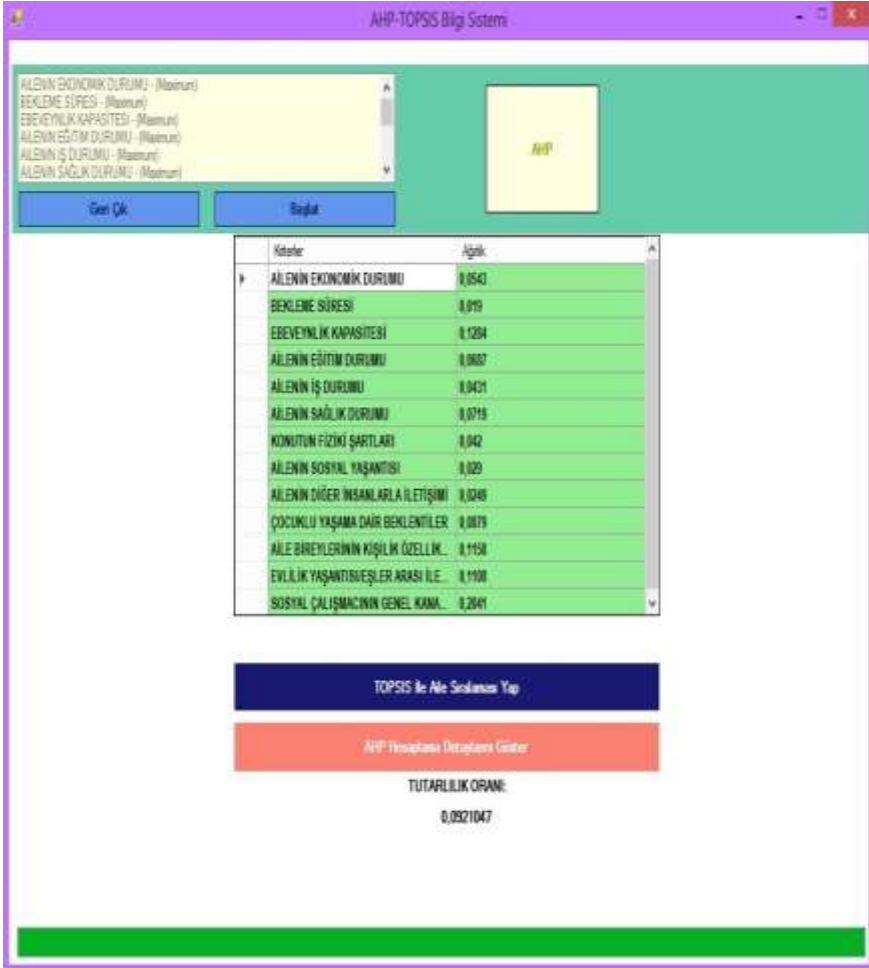 AHP-TOPSIS Bilgi Sistemi
AİLENİN EKONOMİK DURUMU - (Maximum)
BEKLEME SÜRESİ - (Maximum)
EBEVEYNLİK KAPASİTESİ - (Maximum)
AİLENİN EĞİTİM DURUMU - (Maximum)
AİLENİN İŞ DURUMU - (Maximum)
AİLENİN SAĞLIK DURUMU - (Maximum)
AHP
Geri Çık Başlat
Kriterler Ağırlık
AİLENİN EKONOMİK DURUMU 0,0543
BEKLEME SÜRESİ 0,019
EBEVEYNLİK KAPASİTESİ 0,1284
AİLENİN EĞİTİM DURUMU 0,0687
AİLENİN İŞ DURUMU 0,0431
AİLENİN SAĞLIK DURUMU 0,0719
KONUTUN FİZİKİ ŞARTLARI 0,042
AİLENİN SOSYAL YAŞANTISI 0,029
AİLENİN DİĞER İNSANLARLA İLETİŞİMİ 0,0249
ÇOCUKLU YAŞAMA DAİR BEKLENTİLER 0,0879
AİLE BİREYLERİNİN KİŞİLİK ÖZELLİK... 0,1158
EVLİLİK YAŞANTISI/EŞLER ARASI İLE... 0,1108
SOSYAL ÇALIŞMACININ GENEL KANA... 0,2041
TOPSIS İle Aile Sıralaması Yap
AHP Hesaplama Detaylarını Göster
TUTARLILIK ORANI:
0,0921047